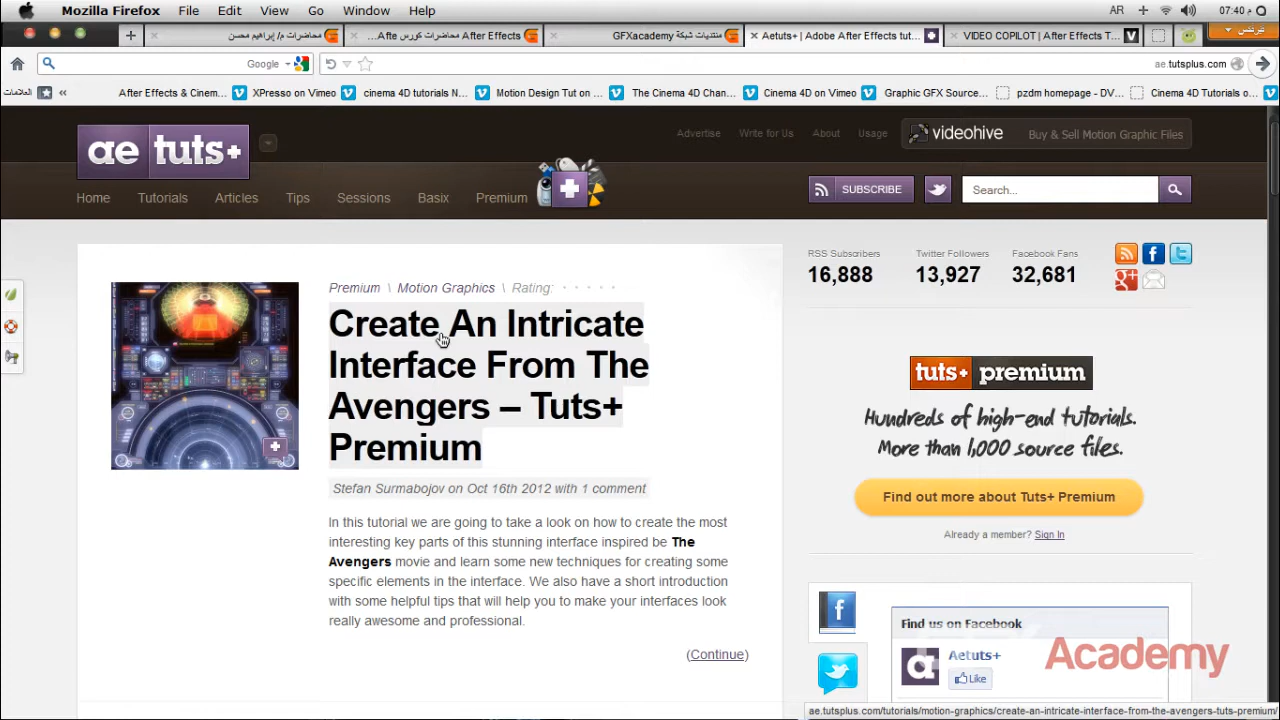 Mozilla Firefox File Edit View Go Window Help
AR 07:40 م
محاضرات م/ إبراهيم محسن
محاضرات كورس After Effects ...Afte
منتديات شبكة GFXacademy
Aetuts+ | Adobe After Effects tut...
VIDEO COPILOT | After Effects T...
Google
ae.tutsplus.com
العلامات
After Effects & Cinem...
XPresso on Vimeo
cinema 4D tutorials N...
Motion Design Tut on ...
The Cinema 4D Chan...
Cinema 4D on Vimeo
Graphic GFX Source...
pzdm homepage - DV...
Cinema 4D Tutorials o...
ae tuts+
Advertise Write for Us About Usage
videohive Buy & Sell Motion Graphic Files
Home Tutorials Articles Tips Sessions Basix Premium
SUBSCRIBE
Search...
Premium \ Motion Graphics \ Rating:
Create An Intricate
Interface From The
Avengers – Tuts+
Premium
Stefan Surmabojov on Oct 16th 2012 with 1 comment
In this tutorial we are going to take a look on how to create the most
interesting key parts of this stunning interface inspired be The
Avengers movie and learn some new techniques for creating some
specific elements in the interface. We also have a short introduction
with some helpful tips that will help you to make your interfaces look
really awesome and professional.
(Continue)
RSS Subscribers Twitter Followers Facebook Fans
16,888 13,927 32,681
tuts+ premium
Hundreds of high-end tutorials.
More than 1,000 source files.
Find out more about Tuts+ Premium
Already a member? Sign In
Find us on Facebook
Aetuts+
Like
Academy
ae.tutsplus.com/tutorials/motion-graphics/create-an-intricate-interface-from-the-avengers-tuts-premium/